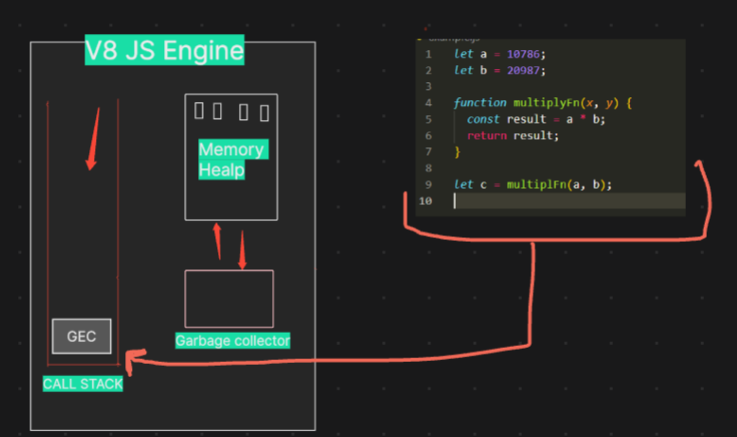 V8 JS Engine
Memory
Healp
Garbage collector
GEC
CALL STACK
1 let a = 10786;
2 let b = 20987;
3
4 function multiplyFn(x, y) {
5 const result = a * b;
6 return result;
7 }
8
9 let c = multiplFn(a, b);
10